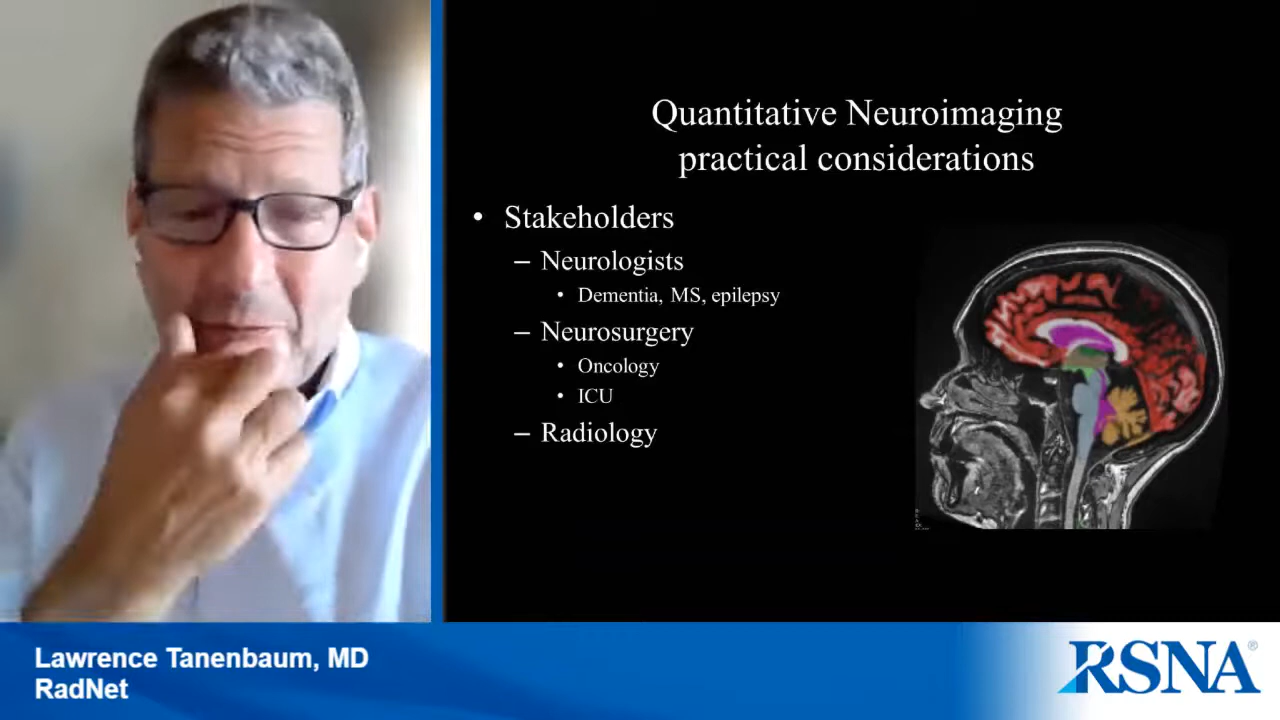 Quantitative Neuroimaging
practical considerations
• Stakeholders
– Neurologists
• Dementia, MS, epilepsy
– Neurosurgery
• Oncology
• ICU
– Radiology
Lawrence Tanenbaum, MD
RadNet
RSNA®